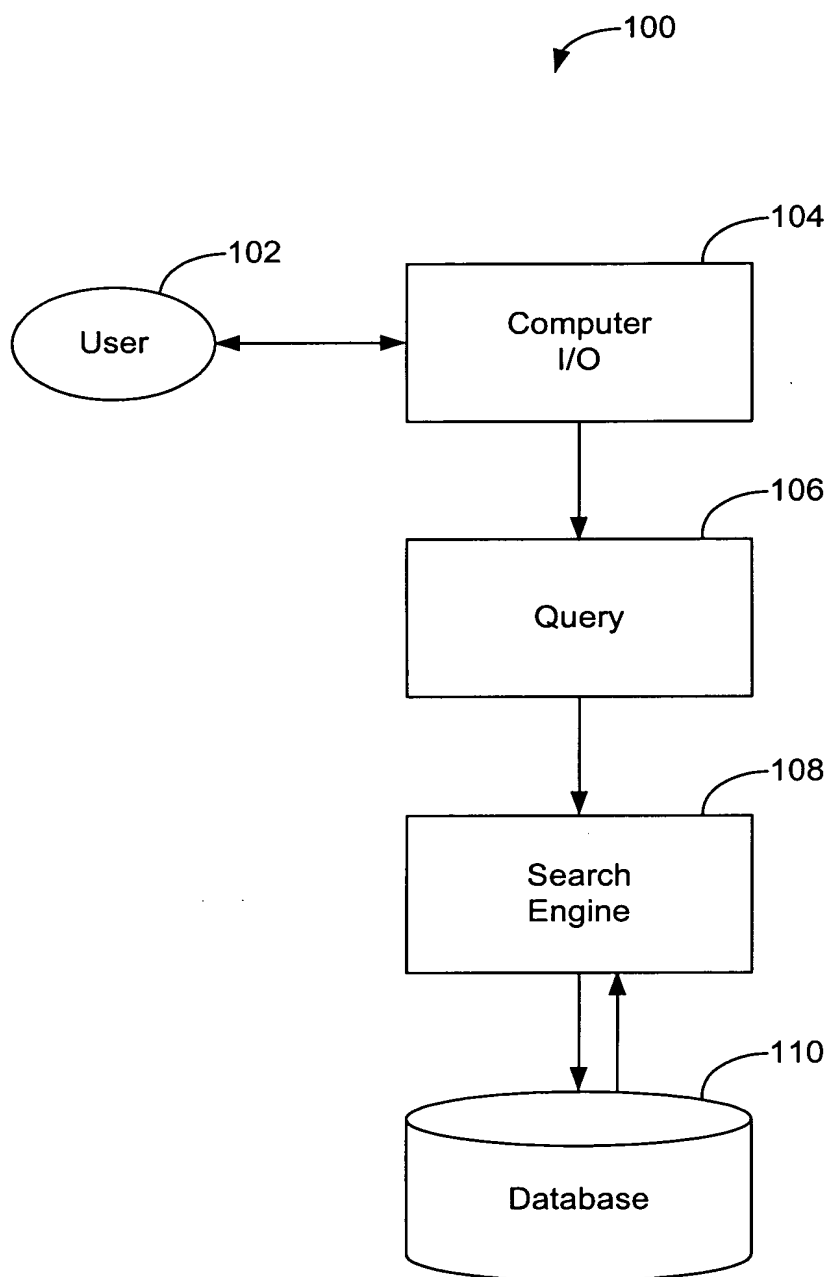 100
104
102
User
Computer
I/O
106
Query
108
Search
Engine
110
Database